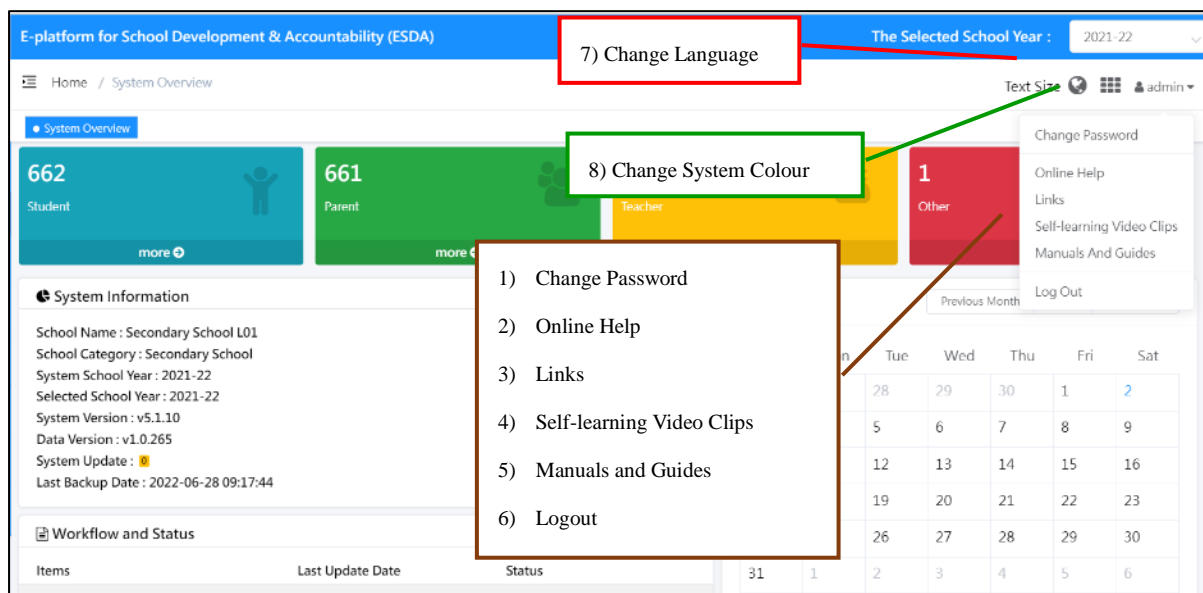 E-platform for School Development & Accountability (ESDA)
7) Change Language
The Selected School Year :
2021-22
Home / System Overview
Text Size
admin
System Overview
Change Password
Online Help
Links
Self-learning Video Clips
Manuals And Guides
Log Out
8) Change System Colour
662
Student
more
661
Parent
more
Teacher
1
Other
1) Change Password
2) Online Help
3) Links
4) Self-learning Video Clips
5) Manuals and Guides
6) Logout
System Information
School Name : Secondary School L01
School Category : Secondary School
System School Year : 2021-22
Selected School Year : 2021-22
System Version : v5.1.10
Data Version : v1.0.265
System Update : 0
Last Backup Date : 2022-06-28 09:17:44
Workflow and Status
Items Last Update Date Status
Previous Month
Tue Wed Thu Fri Sat
28 29 30 1 2
5 6 7 8 9
12 13 14 15 16
19 20 21 22 23
26 27 28 29 30
31 1 2 3 4 5 6